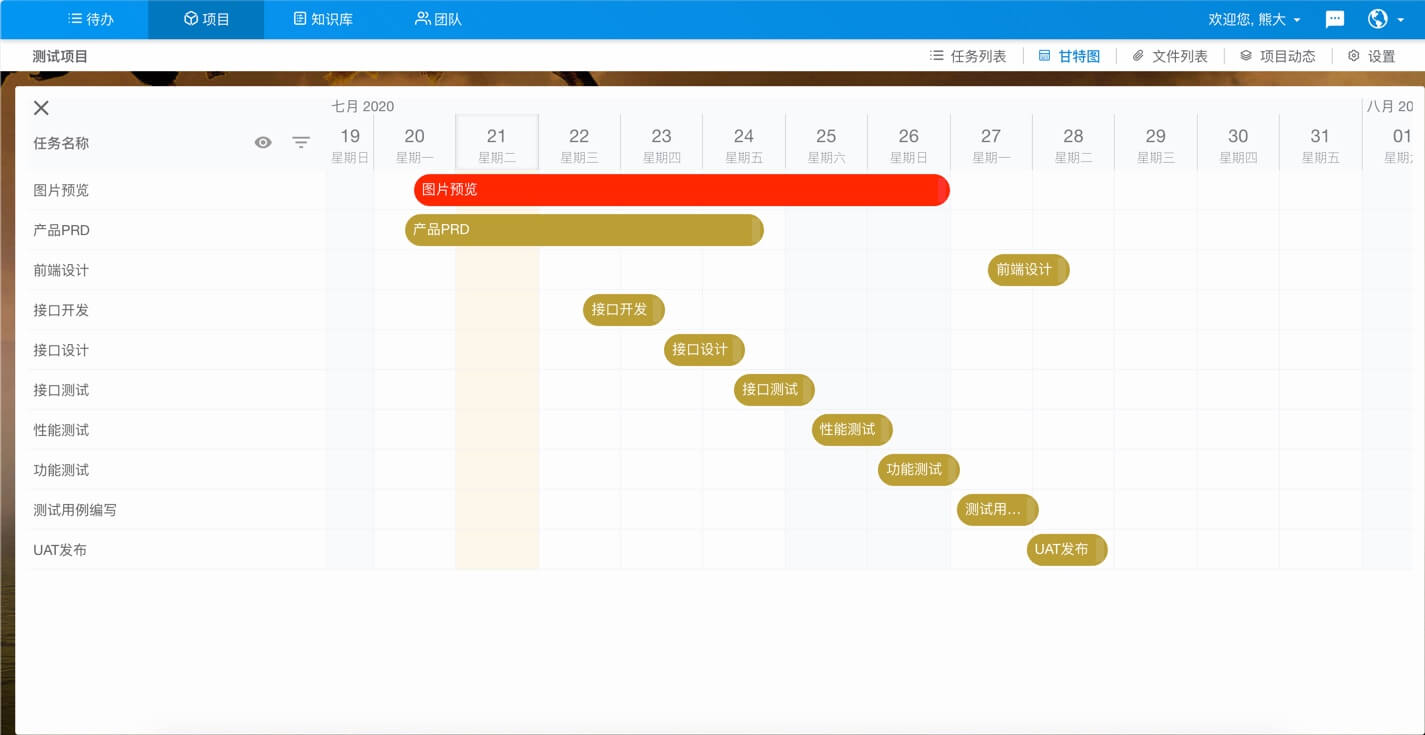 待办 项目 知识库 团队 欢迎您, 熊大
测试项目 任务列表 甘特图 文件列表 项目动态 设置
七月 2020 八月 20
任务名称
19 20 21 22 23 24 25 26 27 28 29 30 31 01
星期日 星期一 星期二 星期三 星期四 星期五 星期六 星期日 星期一 星期二 星期三 星期四 星期五 星期
图片预览 图片预览
产品PRD 产品PRD
前端设计 前端设计
接口开发 接口开发
接口设计 接口设计
接口测试 接口测试
性能测试 性能测试
功能测试 功能测试
测试用例编写 测试用...
UAT发布 UAT发布